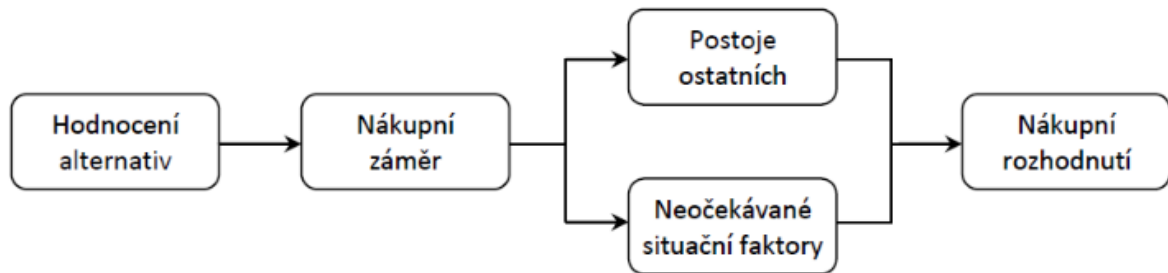 Hodnocení
alternativ
Nákupní
záměr
Postoje
ostatních
Neočekávané
situační faktory
Nákupní
rozhodnutí